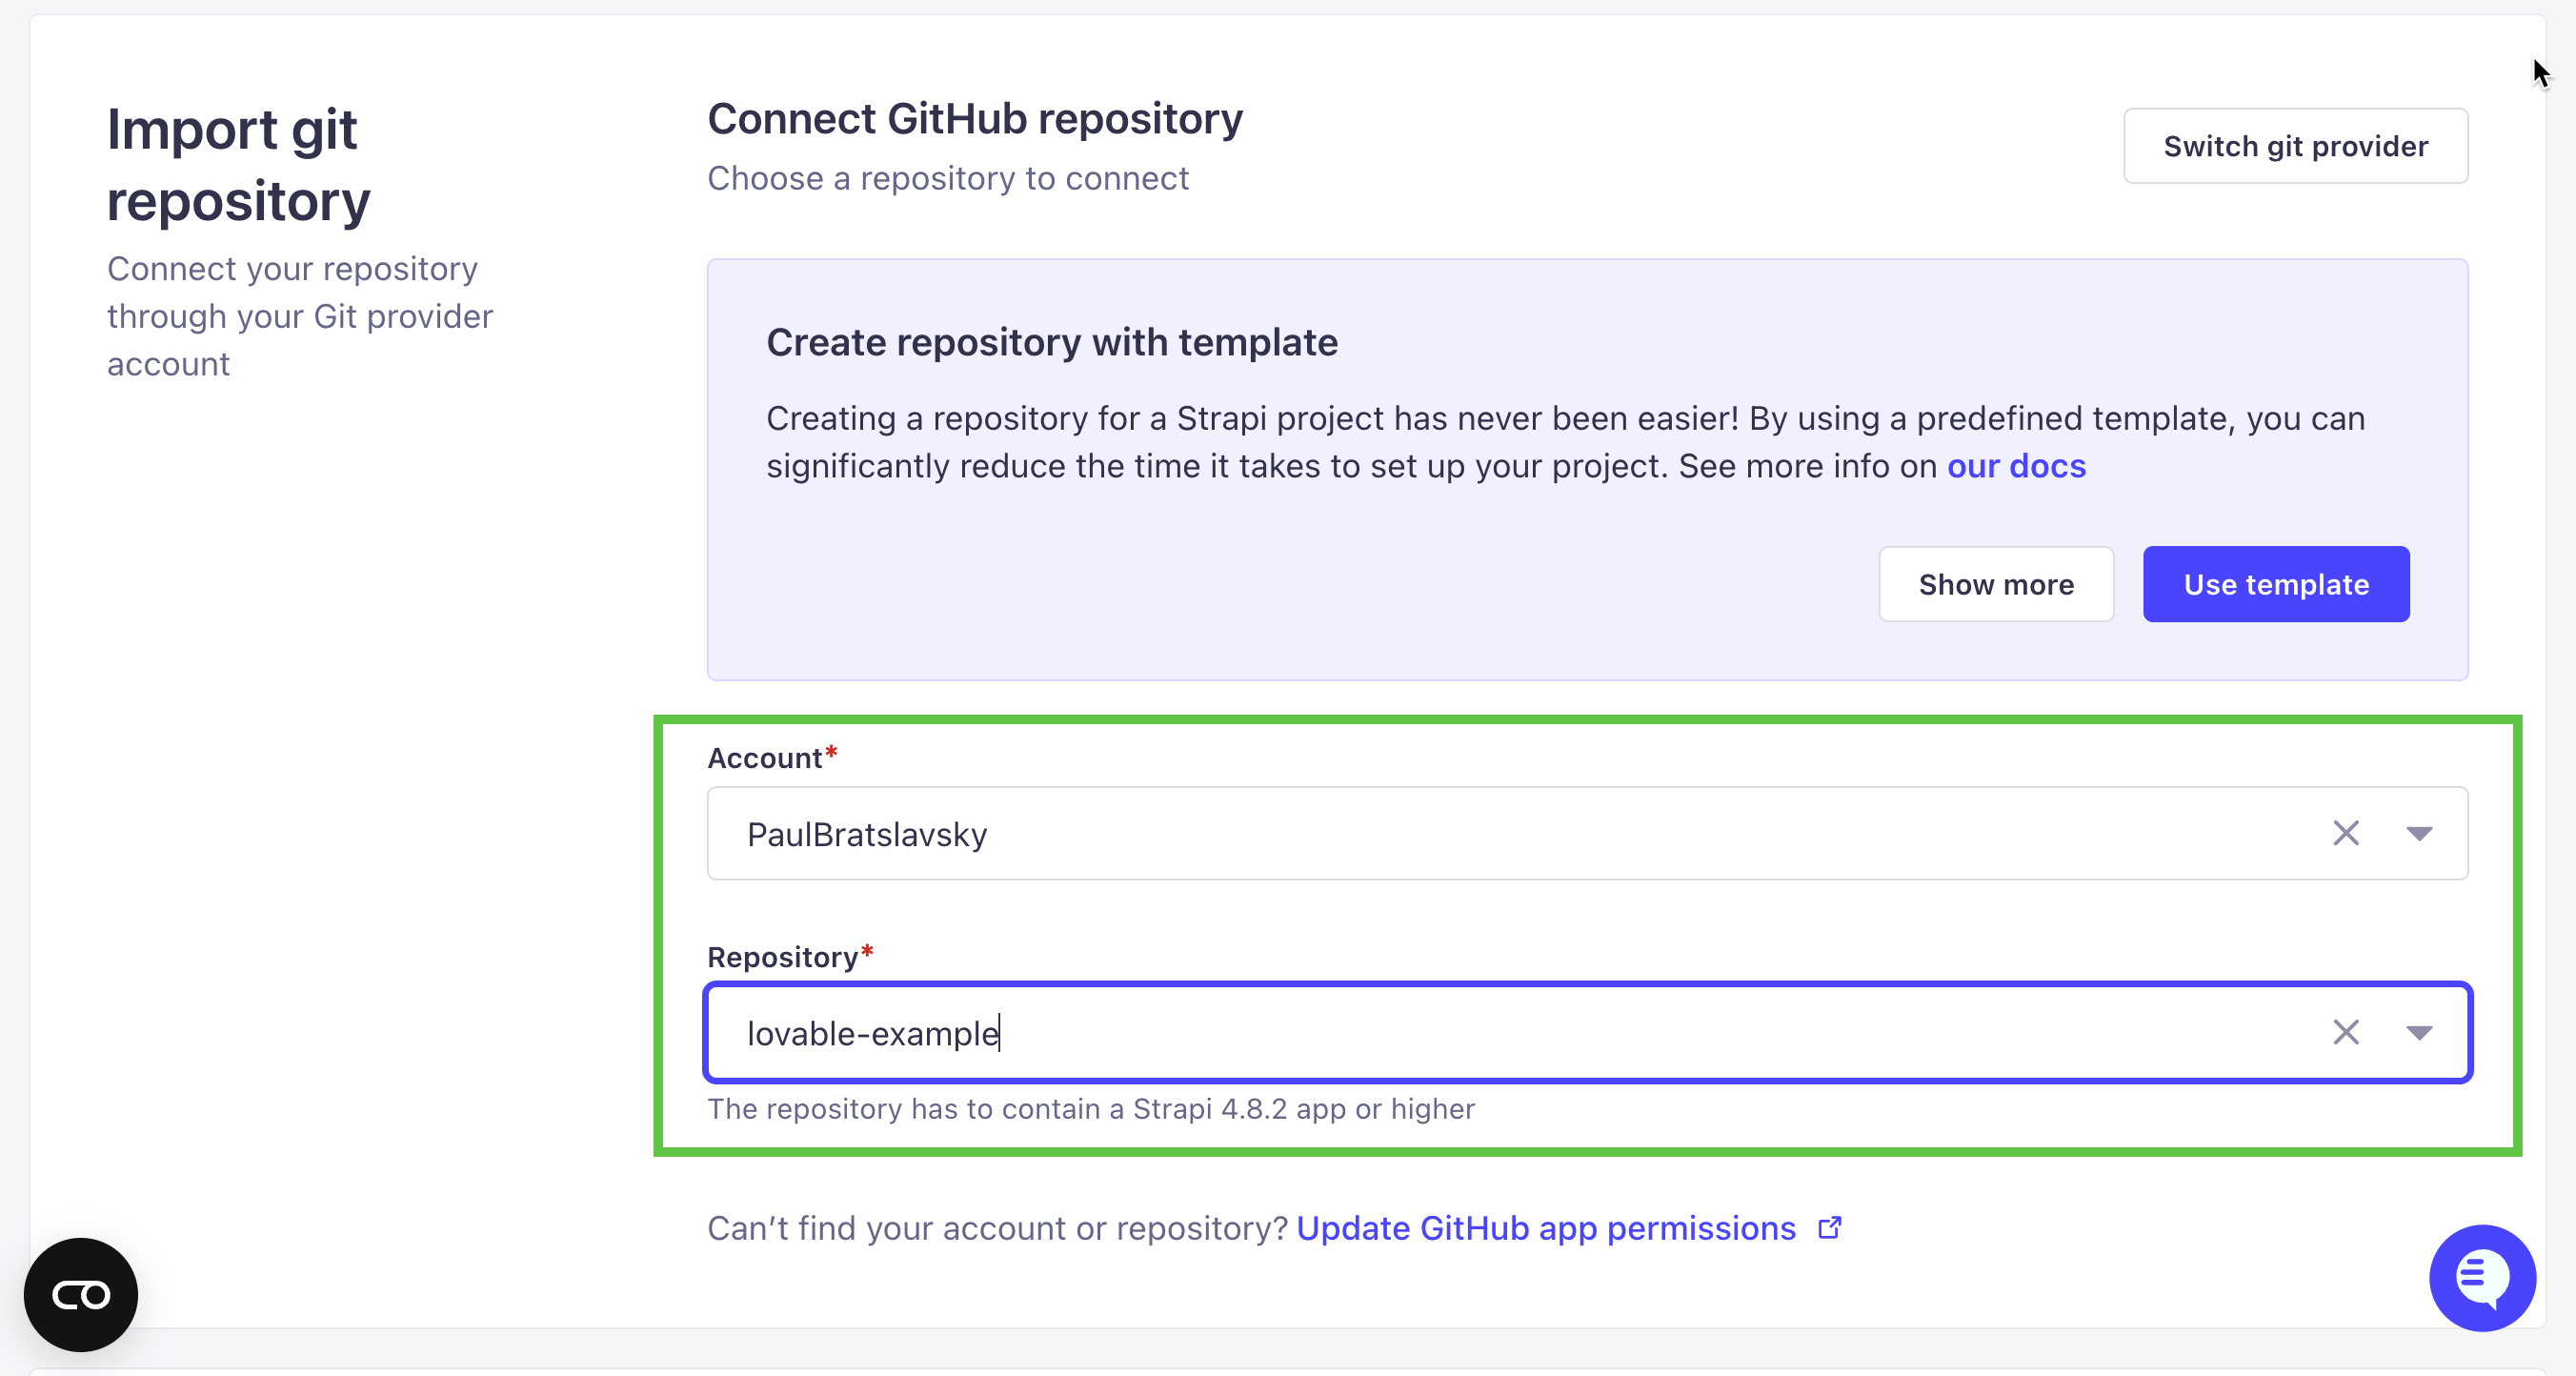 Import git
repository
Connect your repository
through your Git provider
account
Connect GitHub repository
Choose a repository to connect
Switch git provider
Create repository with template
Creating a repository for a Strapi project has never been easier! By using a predefined template, you can
significantly reduce the time it takes to set up your project. See more info on our docs
Show more
Use template
Account*
PaulBratslavsky
Repository*
lovable-example
The repository has to contain a Strapi 4.8.2 app or higher
Can’t find your account or repository? Update GitHub app permissions